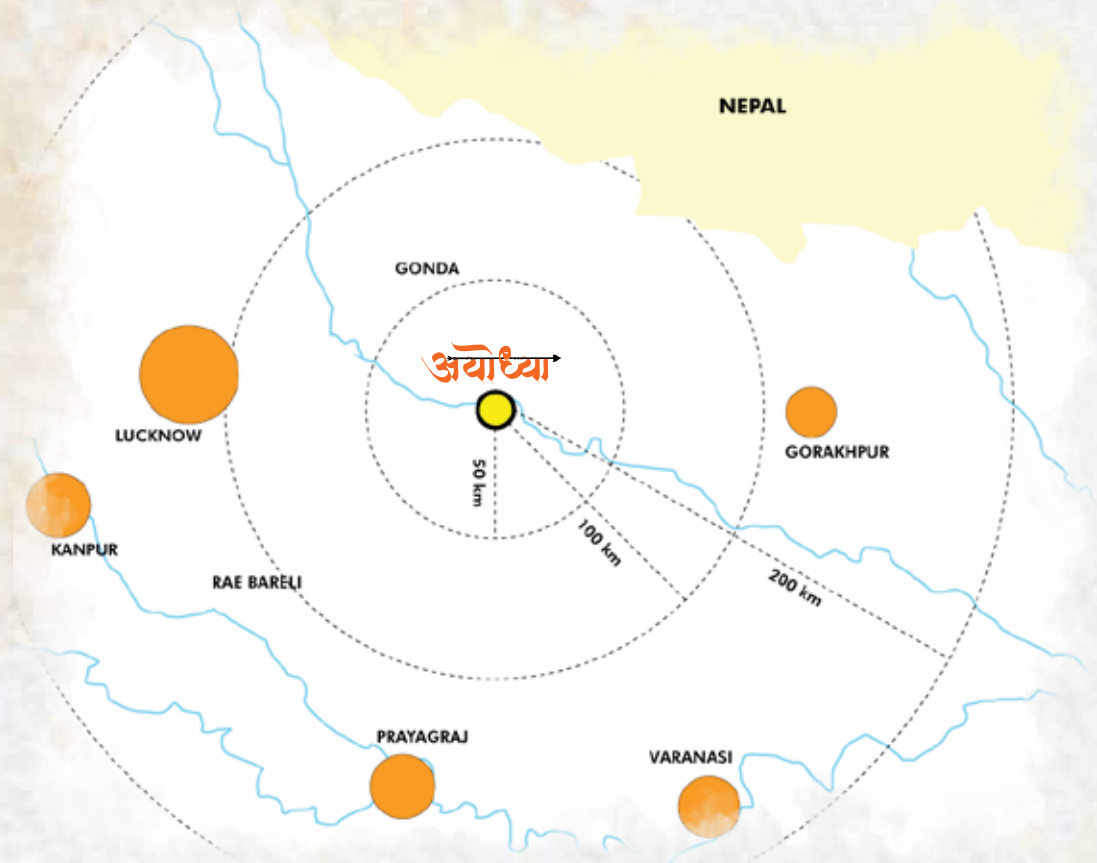 NEPAL
GONDA
अयोध्या
LUCKNOW
GORAKHPUR
50 km
KANPUR
100 km
RAE BARELI
200 km
PRAYAGRAJ
VARANASI